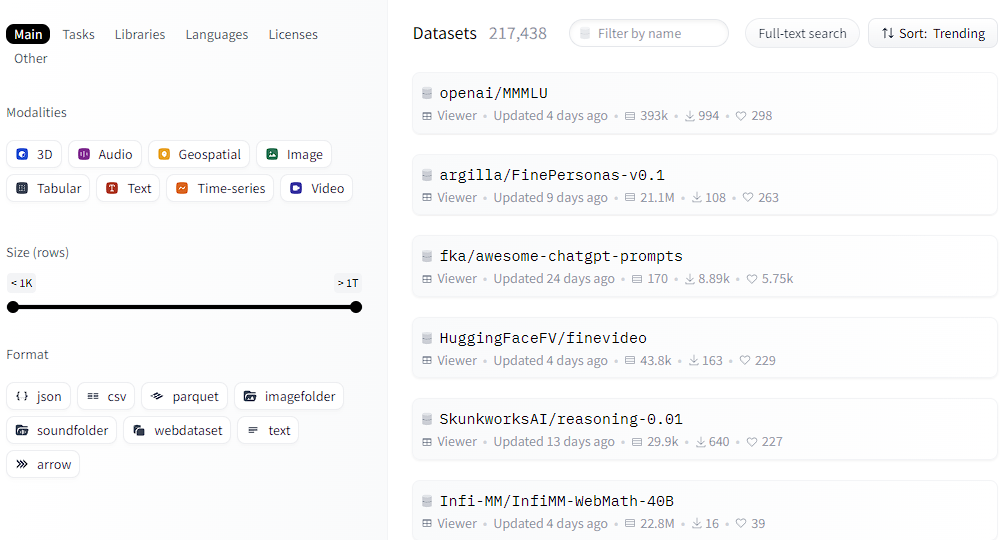 Main Tasks Libraries Languages Licenses
Other
Modalities
3D Audio Geospatial Image
Tabular Text Time-series Video
Size (rows)
< 1K > 1T
Format
json csv parquet imagefolder
soundfolder webdataset text
arrow
Datasets 217,438 Filter by name Full-text search Sort: Trending
openai/MMMLU
Viewer • Updated 4 days ago • 393k • 994 • 298
argilla/FinePersonas-v0.1
Viewer • Updated 9 days ago • 21.1M • 108 • 263
fka/awesome-chatgpt-prompts
Viewer • Updated 24 days ago • 170 • 8.89k • 5.75k
HuggingFaceFV/finevideo
Viewer • Updated 4 days ago • 43.8k • 163 • 229
SkunkworksAI/reasoning-0.01
Viewer • Updated 13 days ago • 29.9k • 640 • 227
Infi-MM/InfiMM-WebMath-40B
Viewer • Updated 4 days ago • 22.8M • 16 • 39